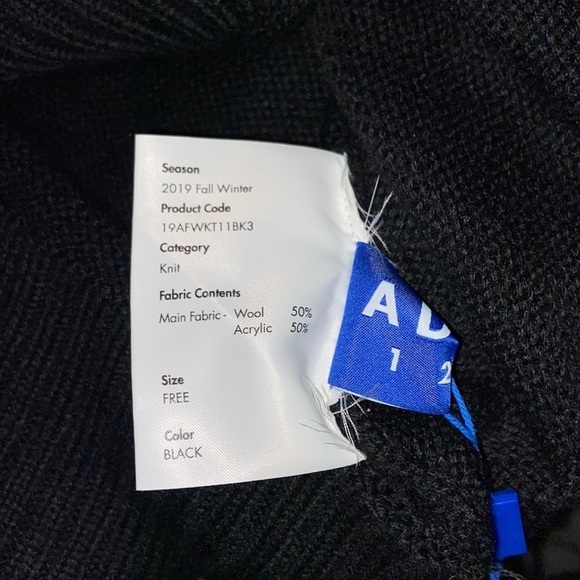 Season
2019 Fall Winter
Product Code
19AFWKT11BK3
Category
Knit
Fabric Contents
Main Fabric - Wool 50%
Acrylic 50%
Size
FREE
Color
BLACK
A D
1 2